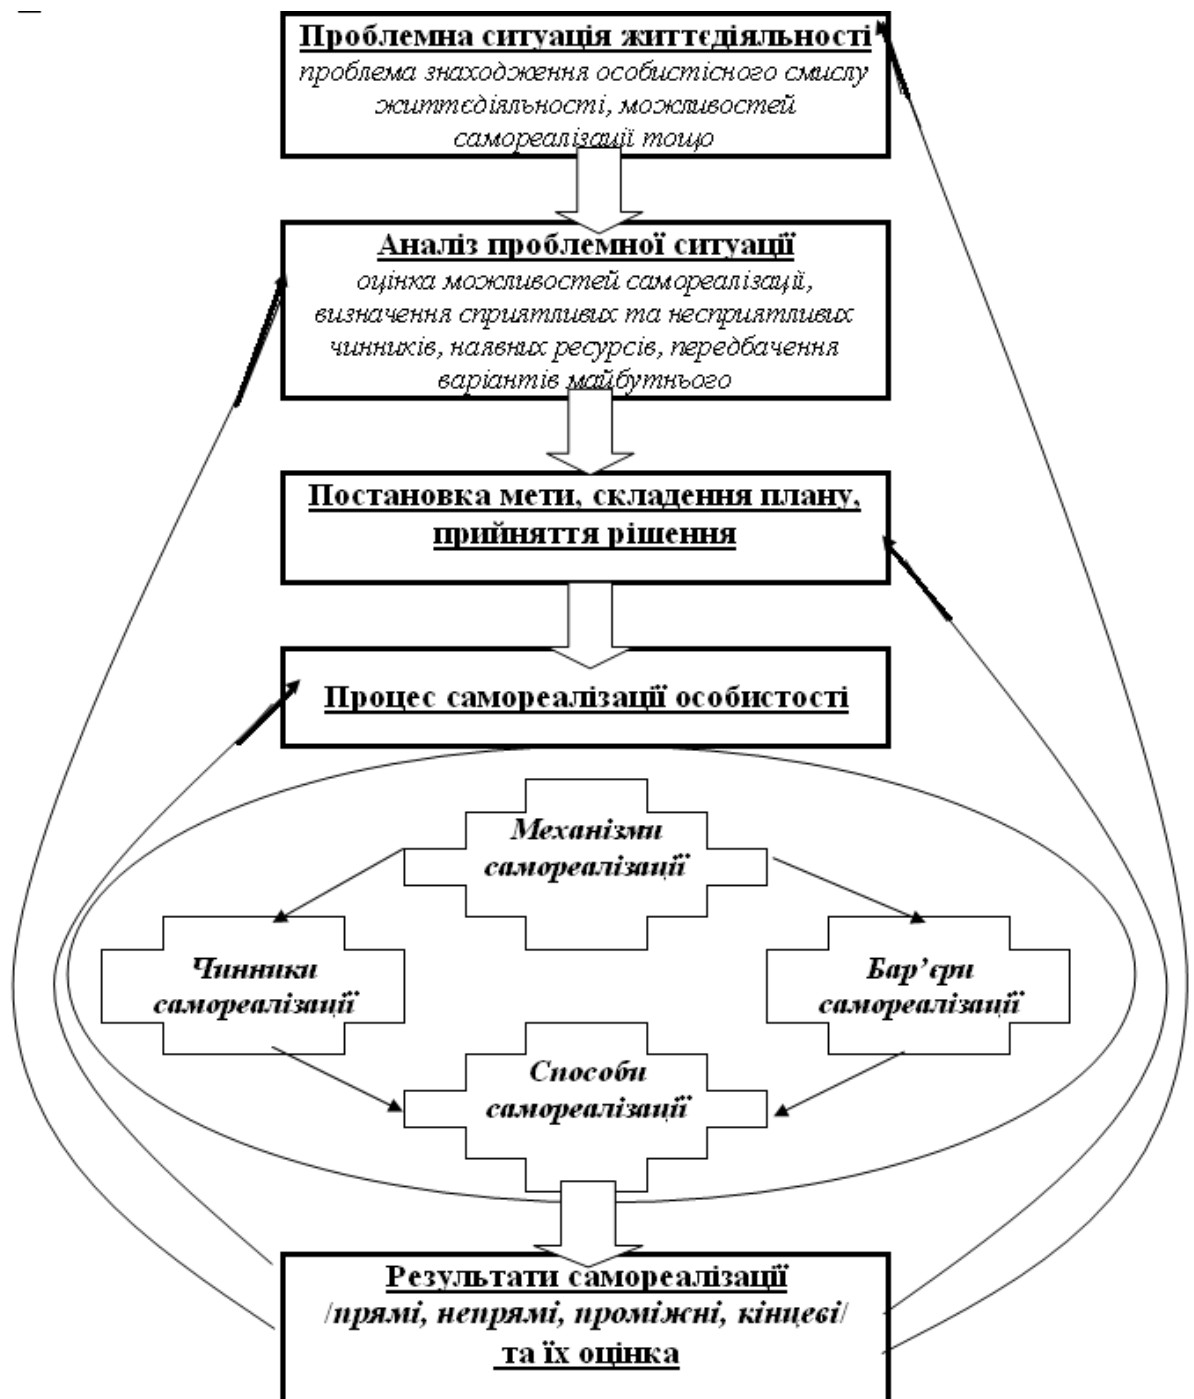 Проблемна ситуація життєдіяльності
проблема знаходження особистісного смислу
життєдіяльності, можливостей
самореалізації тощо
Аналіз проблемної ситуації
оцінка можливостей самореалізації,
визначення сприятливих та несприятливих
чинників, наявних ресурсів, передбачення
варіантів майбутнього
Постановка мети, складення плану,
прийняття рішення
Процес самореалізації особистості
Механізми
самореалізації
Чинники
самореалізації
Бар’єри
самореалізації
Способи
самореалізації
Результати самореалізації
/прямі, непрямі, проміжні, кінцеві/
та їх оцінка